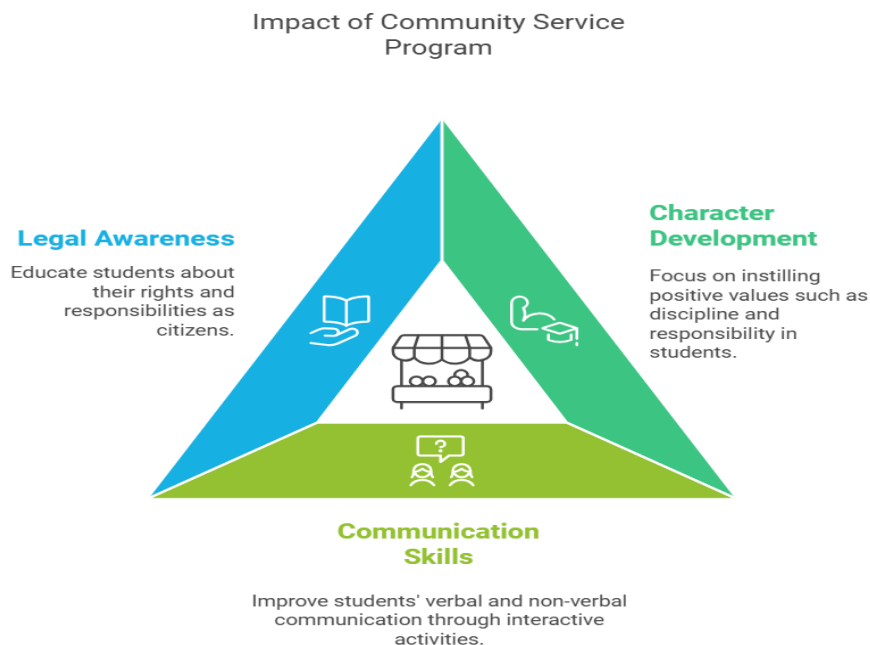 Impact of Community Service
Program
Legal Awareness
Educate students about
their rights and
responsibilities as
citizens.
Character
Development
Focus on instilling
positive values such as
discipline and
responsibility in
students.
?
Communication
Skills
Improve students' verbal and non-verbal
communication through interactive
activities.